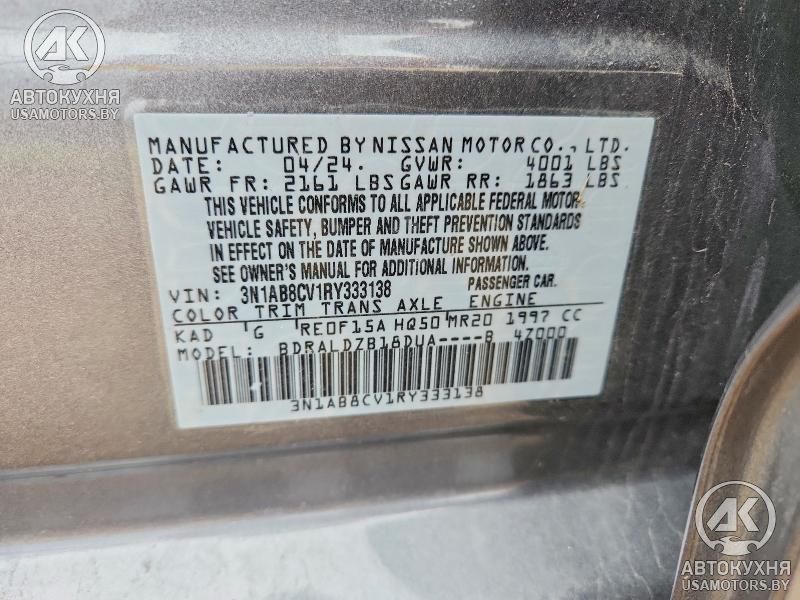 AK
АВТОКУХНЯ
USAMOTORS.BY
MANUFACTURED BY NISSAN MOTOR CO., LTD.
DATE: 04/24. GVWR: 4001 LBS
GAWR FR: 2161 LBS GAWR RR: 1863 LBS
THIS VEHICLE CONFORMS TO ALL APPLICABLE FEDERAL MOTOR
VEHICLE SAFETY, BUMPER AND THEFT PREVENTION STANDARDS
IN EFFECT ON THE DATE OF MANUFACTURE SHOWN ABOVE.
SEE OWNER'S MANUAL FOR ADDITIONAL INFORMATION
VIN: 3N1AB8CV1RY333138 PASSENGER CAR.
COLOR TRIM TRANS AXLE ENGINE
KAD G RE0F15A HQ50 MR20 1997 CC
MODEL: BDRALDZB18DUA----B 47000
3N1AB8CV1RY333138
AK
АВТОКУХНЯ
USAMOTORS.BY